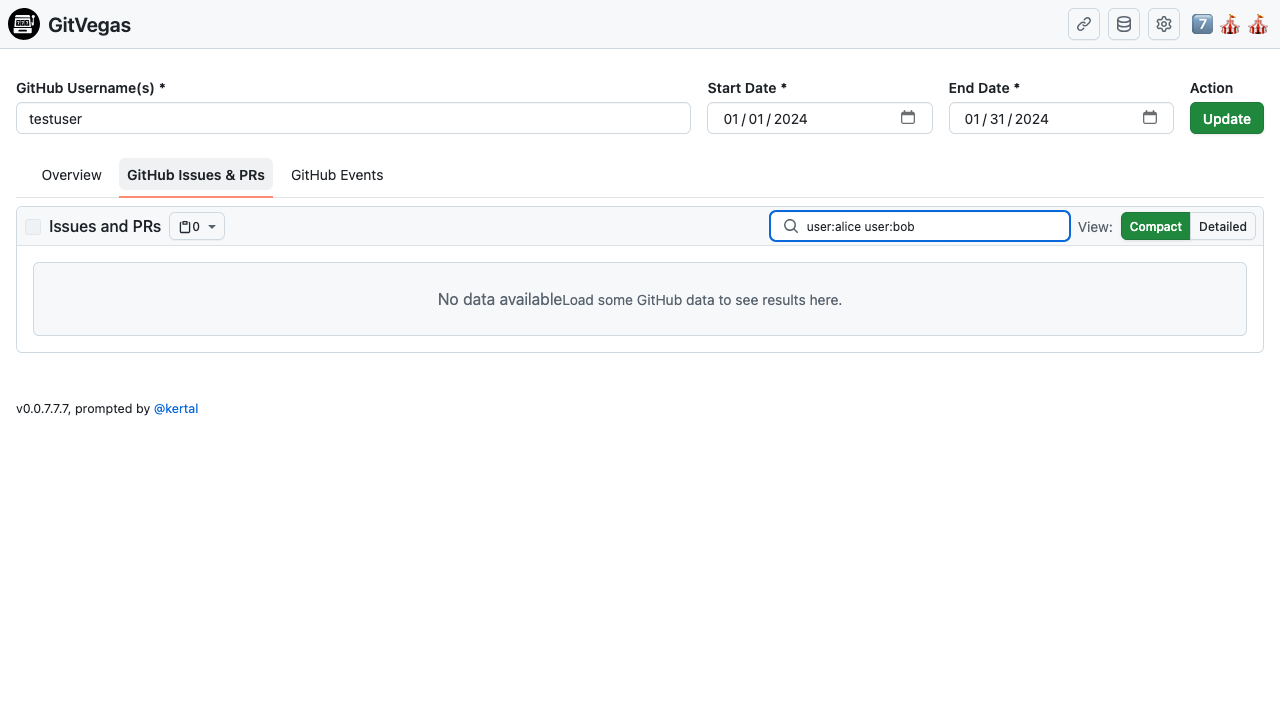 GitVegas
7
GitHub Username(s) *
Start Date *
End Date *
Action
testuser
01/01/2024
01/31/2024
Update
Overview
GitHub Issues & PRs
GitHub Events
Issues and PRs
0
user:alice user:bob
View:
Compact
Detailed
No data availableLoad some GitHub data to see results here.
v0.0.7.7.7, prompted by @kertal